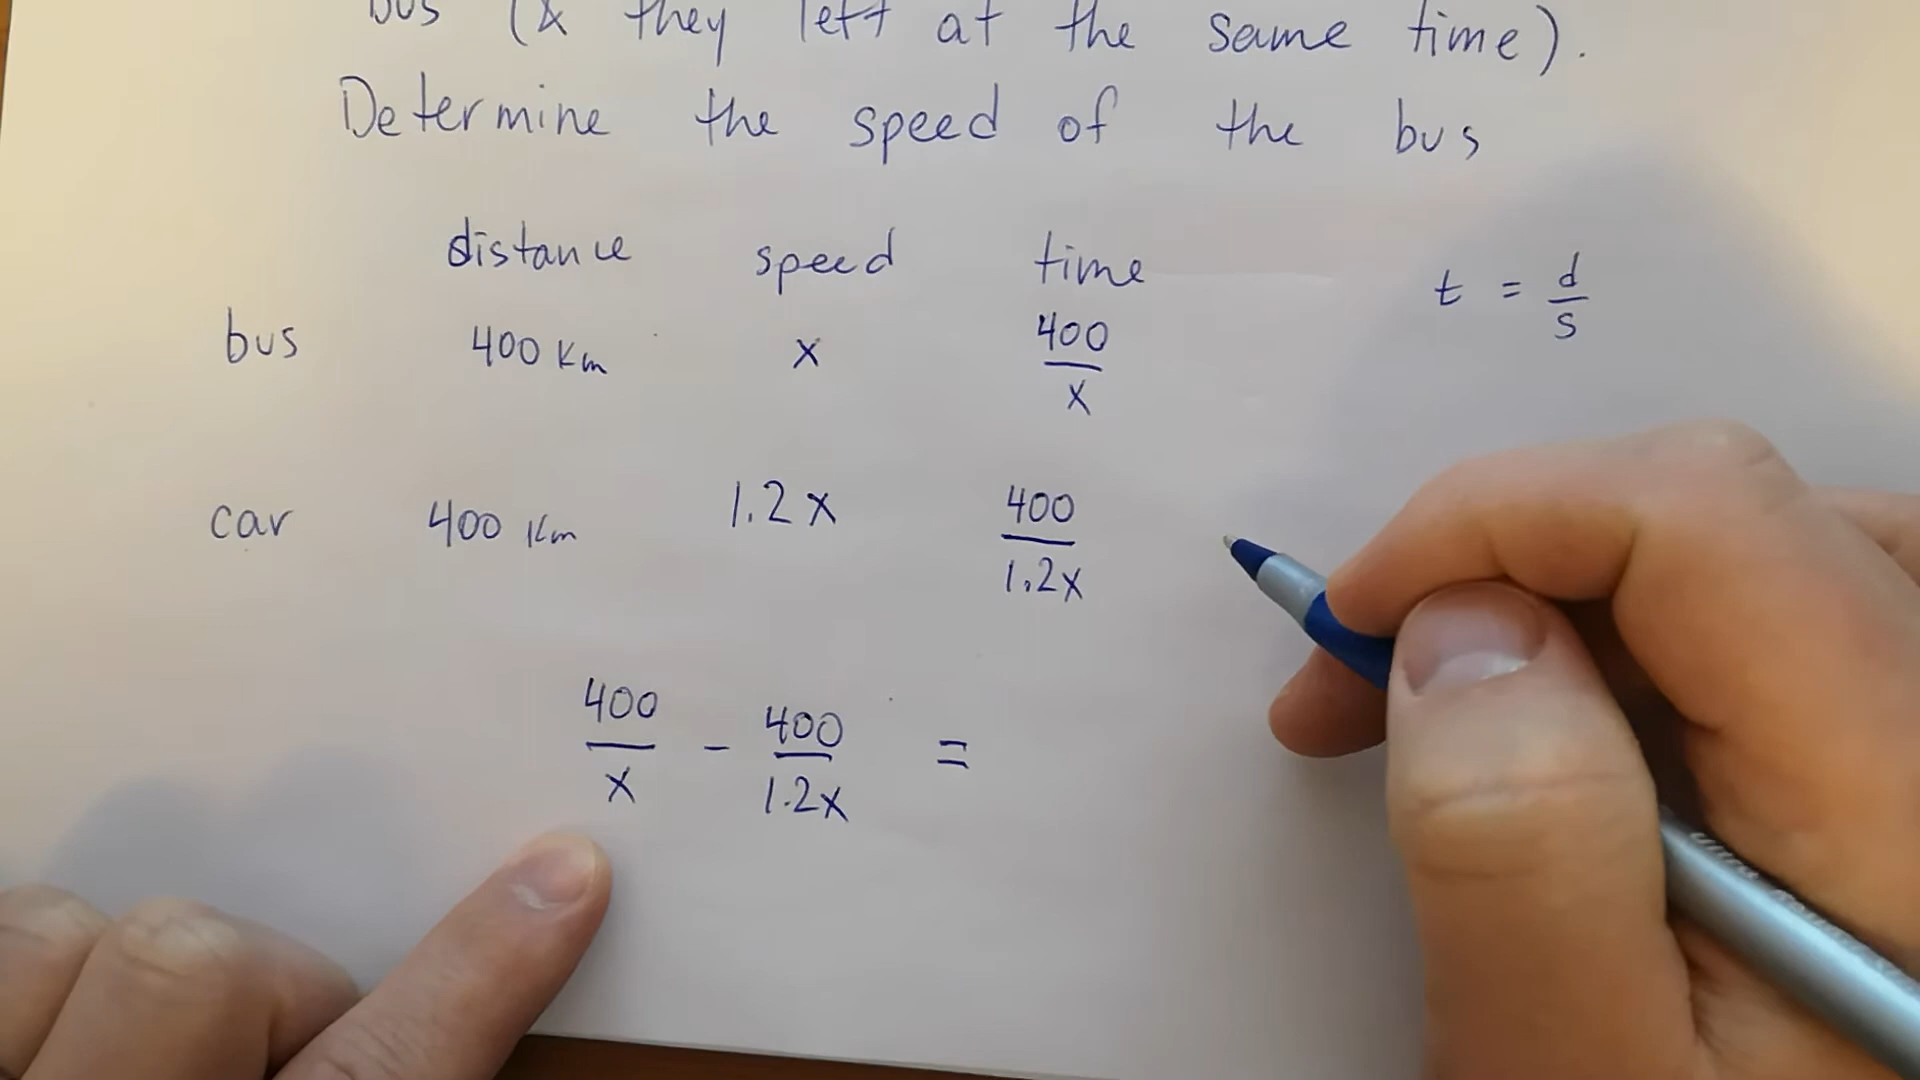 bus (& they left at the same time).
Determine the speed of the bus
distance speed time
t = d/s
bus 400 Km x 400/x
car 400 Km 1.2x 400/1.2x
400/x - 400/1.2x =